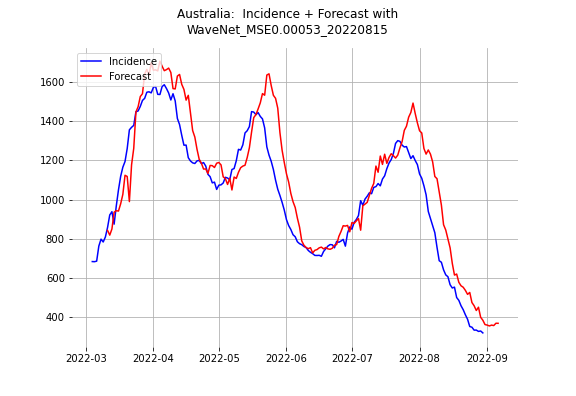 Australia:  Incidence + Forecast with
WaveNet_MSE0.00053_20220815
Incidence
Forecast
1600
1400
1200
1000
800
600
400
2022-03 2022-04 2022-05 2022-06 2022-07 2022-08 2022-09